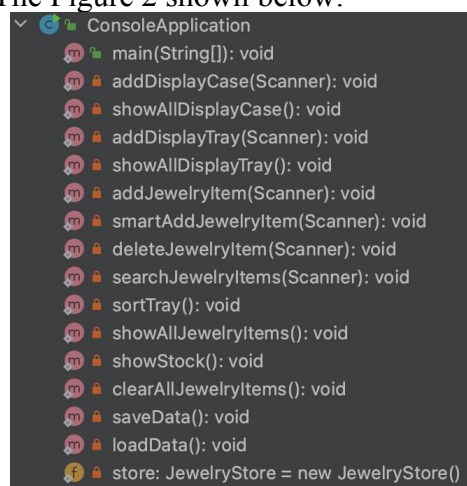 The Figure 2 shown below:
ConsoleApplication
main(String[]): void
addDisplayCase(Scanner): void
showAllDisplayCase(): void
addDisplayTray(Scanner): void
showAllDisplayTray(): void
addJewelryItem(Scanner): void
smartAddJewelryItem(Scanner): void
deleteJewelryItem(Scanner): void
searchJewelryItems(Scanner): void
sortTray(): void
showAllJewelryItems(): void
showStock(): void
clearAllJewelryItems(): void
saveData(): void
loadData(): void
store: JewelryStore = new JewelryStore()